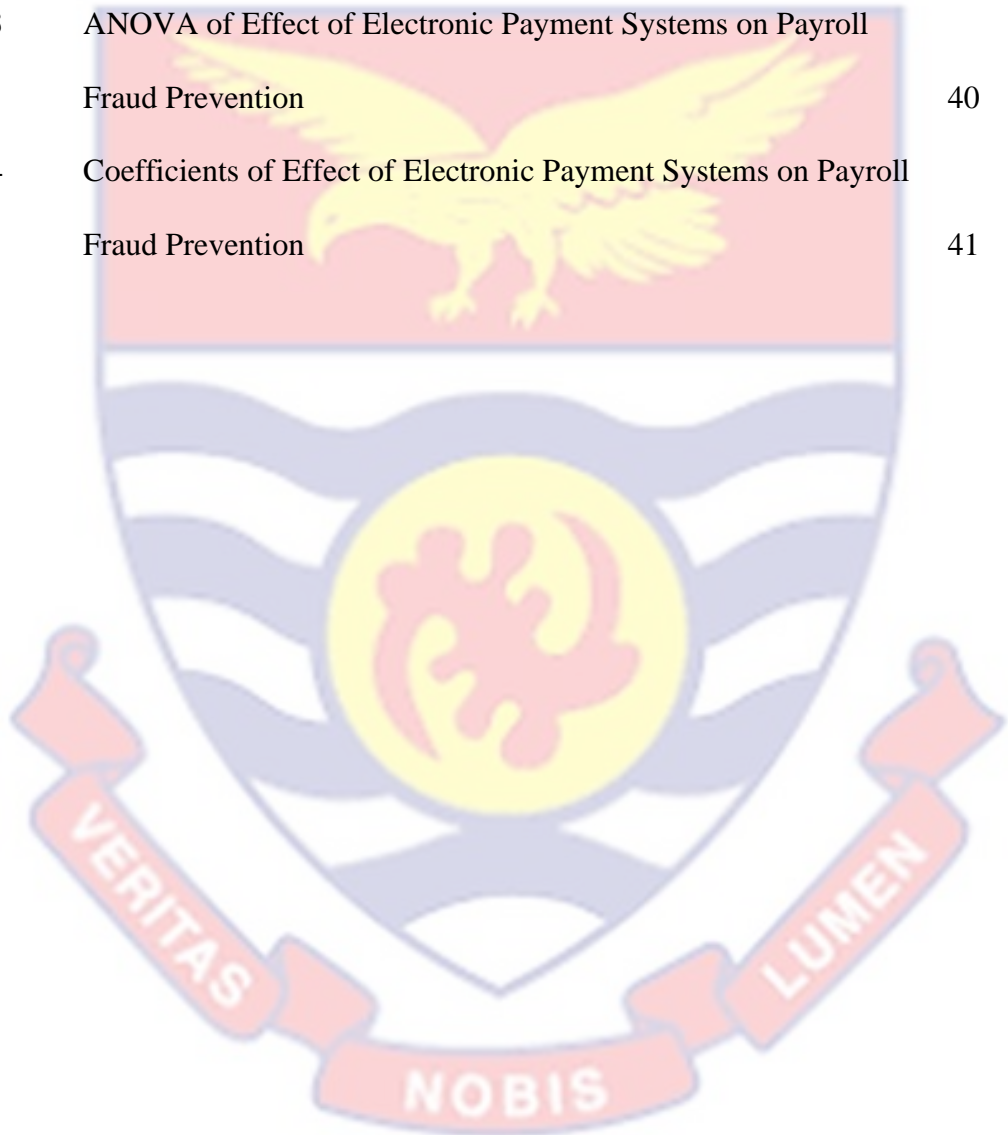 ANOVA of Effect of Electronic Payment Systems on Payroll
Fraud Prevention 40
Coefficients of Effect of Electronic Payment Systems on Payroll
Fraud Prevention 41
VERITAS
NOBIS
LUMEN